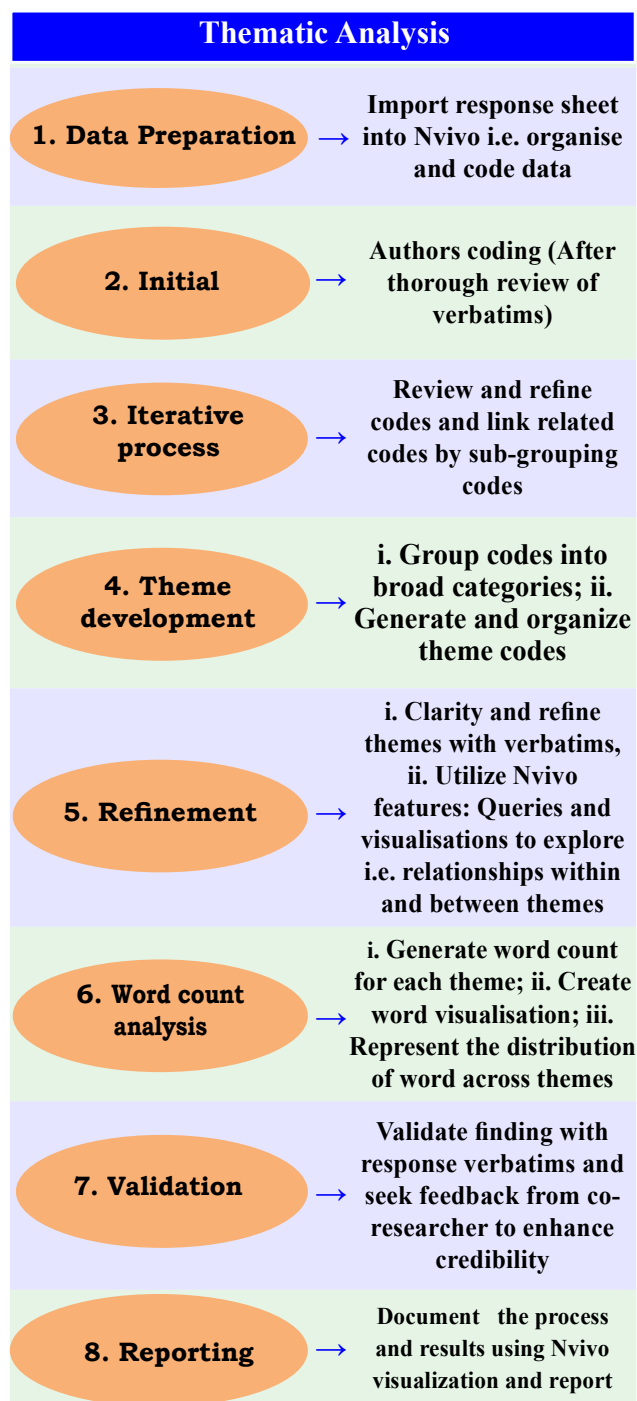 Thematic Analysis
1. Data Preparation
→
Import response sheet
into Nvivo i.e. organise
and code data
2. Initial
→
Authors coding (After
thorough review of
verbatims)
3. Iterative
process
→
Review and refine
codes and link related
codes by sub-grouping
codes
4. Theme
development
→
i. Group codes into
broad categories; ii.
Generate and organize
theme codes
5. Refinement
→
i. Clarity and refine
themes with verbatims,
ii. Utilize Nvivo
features: Queries and
visualisations to explore
i.e. relationships within
and between themes
6. Word count
analysis
→
i. Generate word count
for each theme; ii. Create
word visualisation; iii.
Represent the distribution
of word across themes
7. Validation
→
Validate finding with
response verbatims and
seek feedback from co-
researcher to enhance
credibility
8. Reporting
→
Document the process
and results using Nvivo
visualization and report